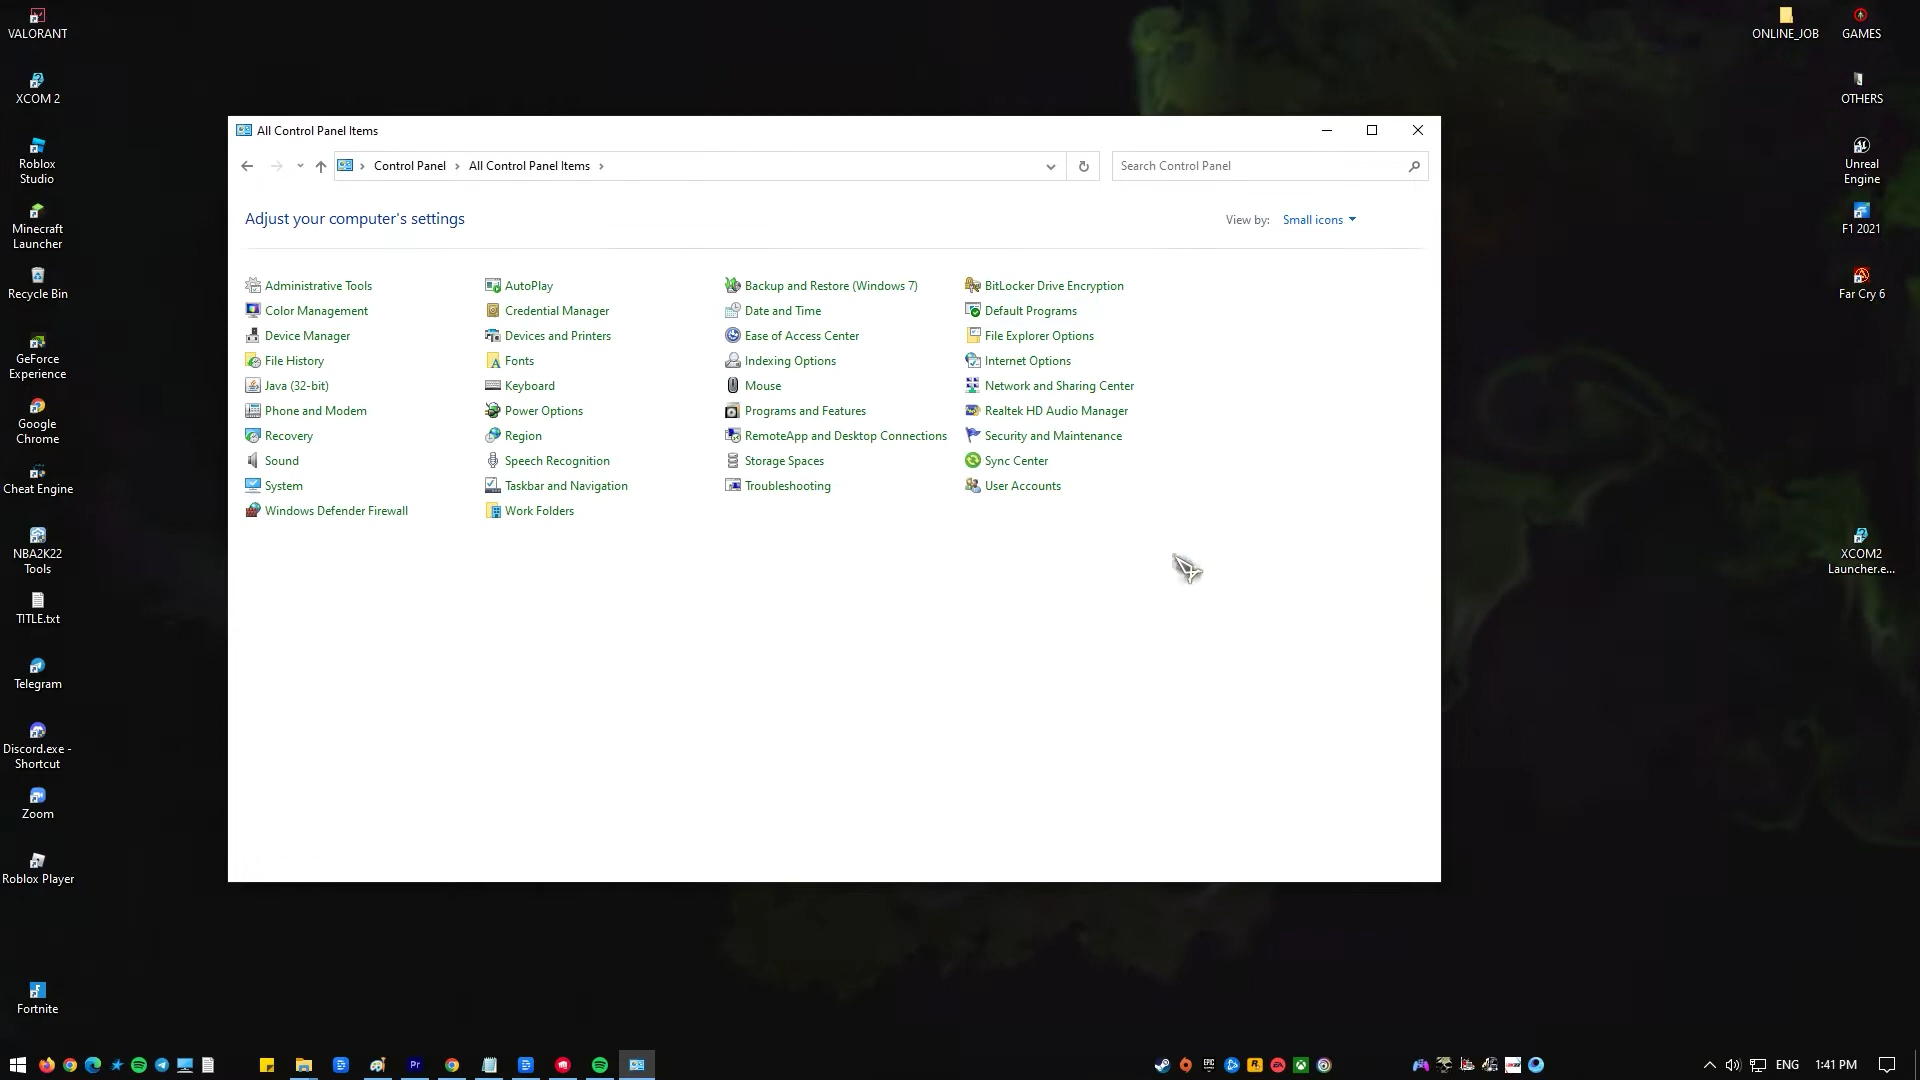 VALORANT
XCOM 2
Roblox
Studio
Minecraft
Launcher
Recycle Bin
GeForce
Experience
Google
Chrome
Cheat Engine
NBA2K22
Tools
TITLE.txt
Telegram
Discord.exe -
Shortcut
Zoom
Roblox Player
Fortnite
All Control Panel Items
Control Panel
All Control Panel Items
Search Control Panel
Adjust your computer's settings
View by: Small icons
Administrative Tools
AutoPlay
Backup and Restore (Windows 7)
BitLocker Drive Encryption
Color Management
Credential Manager
Date and Time
Default Programs
Device Manager
Devices and Printers
Ease of Access Center
File Explorer Options
File History
Fonts
Indexing Options
Internet Options
Java (32-bit)
Keyboard
Mouse
Network and Sharing Center
Phone and Modem
Power Options
Programs and Features
Realtek HD Audio Manager
Recovery
Region
RemoteApp and Desktop Connections
Security and Maintenance
Sound
Speech Recognition
Storage Spaces
Sync Center
System
Taskbar and Navigation
Troubleshooting
User Accounts
Windows Defender Firewall
Work Folders
ONLINE_JOB
GAMES
OTHERS
Unreal
Engine
F1 2021
Far Cry 6
XCOM2
Launcher.e...
Pr
EPIC
EA
ENG
1:41 PM